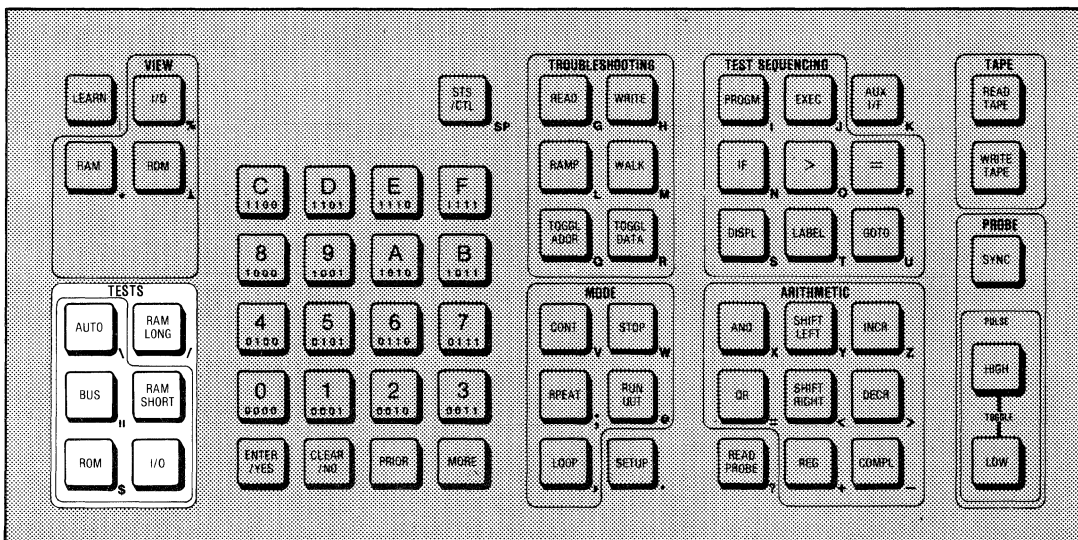 VIEW
LEARN
I/O
%
RAM
*
ROM
TESTS
AUTO
\
RAM
LONG
/
BUS
"
RAM
SHORT
ROM
$
I/O
STS
/CTL
SP
C
1100
D
1101
E
1110
F
1111
8
1000
9
1001
A
1010
B
1011
4
0100
5
0101
6
0110
7
0111
0
0000
1
0001
2
0010
3
0011
ENTER
/YES
CLEAR
/NO
PRIOR
MORE
TROUBLESHOOTING
READ
G
WRITE
H
RAMP
L
WALK
M
TOGGL
ADDR
Q
TOGGL
DATA
R
MODE
CONT
V
STOP
W
RPEAT
;
RUN
UUT
@
LOOP
,
SETUP
.
TEST SEQUENCING
PROGM
I
EXEC
J
AUX
I/F
K
IF
N
>
O
=
P
DISPL
S
LABEL
T
GOTO
U
ARITHMETIC
AND
X
SHIFT
LEFT
Y
INCR
Z
OR
=
SHIFT
RIGHT
<
DECR
>
READ
PROBE
?
REG
+
COMPL
–
TAPE
READ
TAPE
WRITE
TAPE
PROBE
SYNC
PULSE
HIGH
TOGGLE
LOW